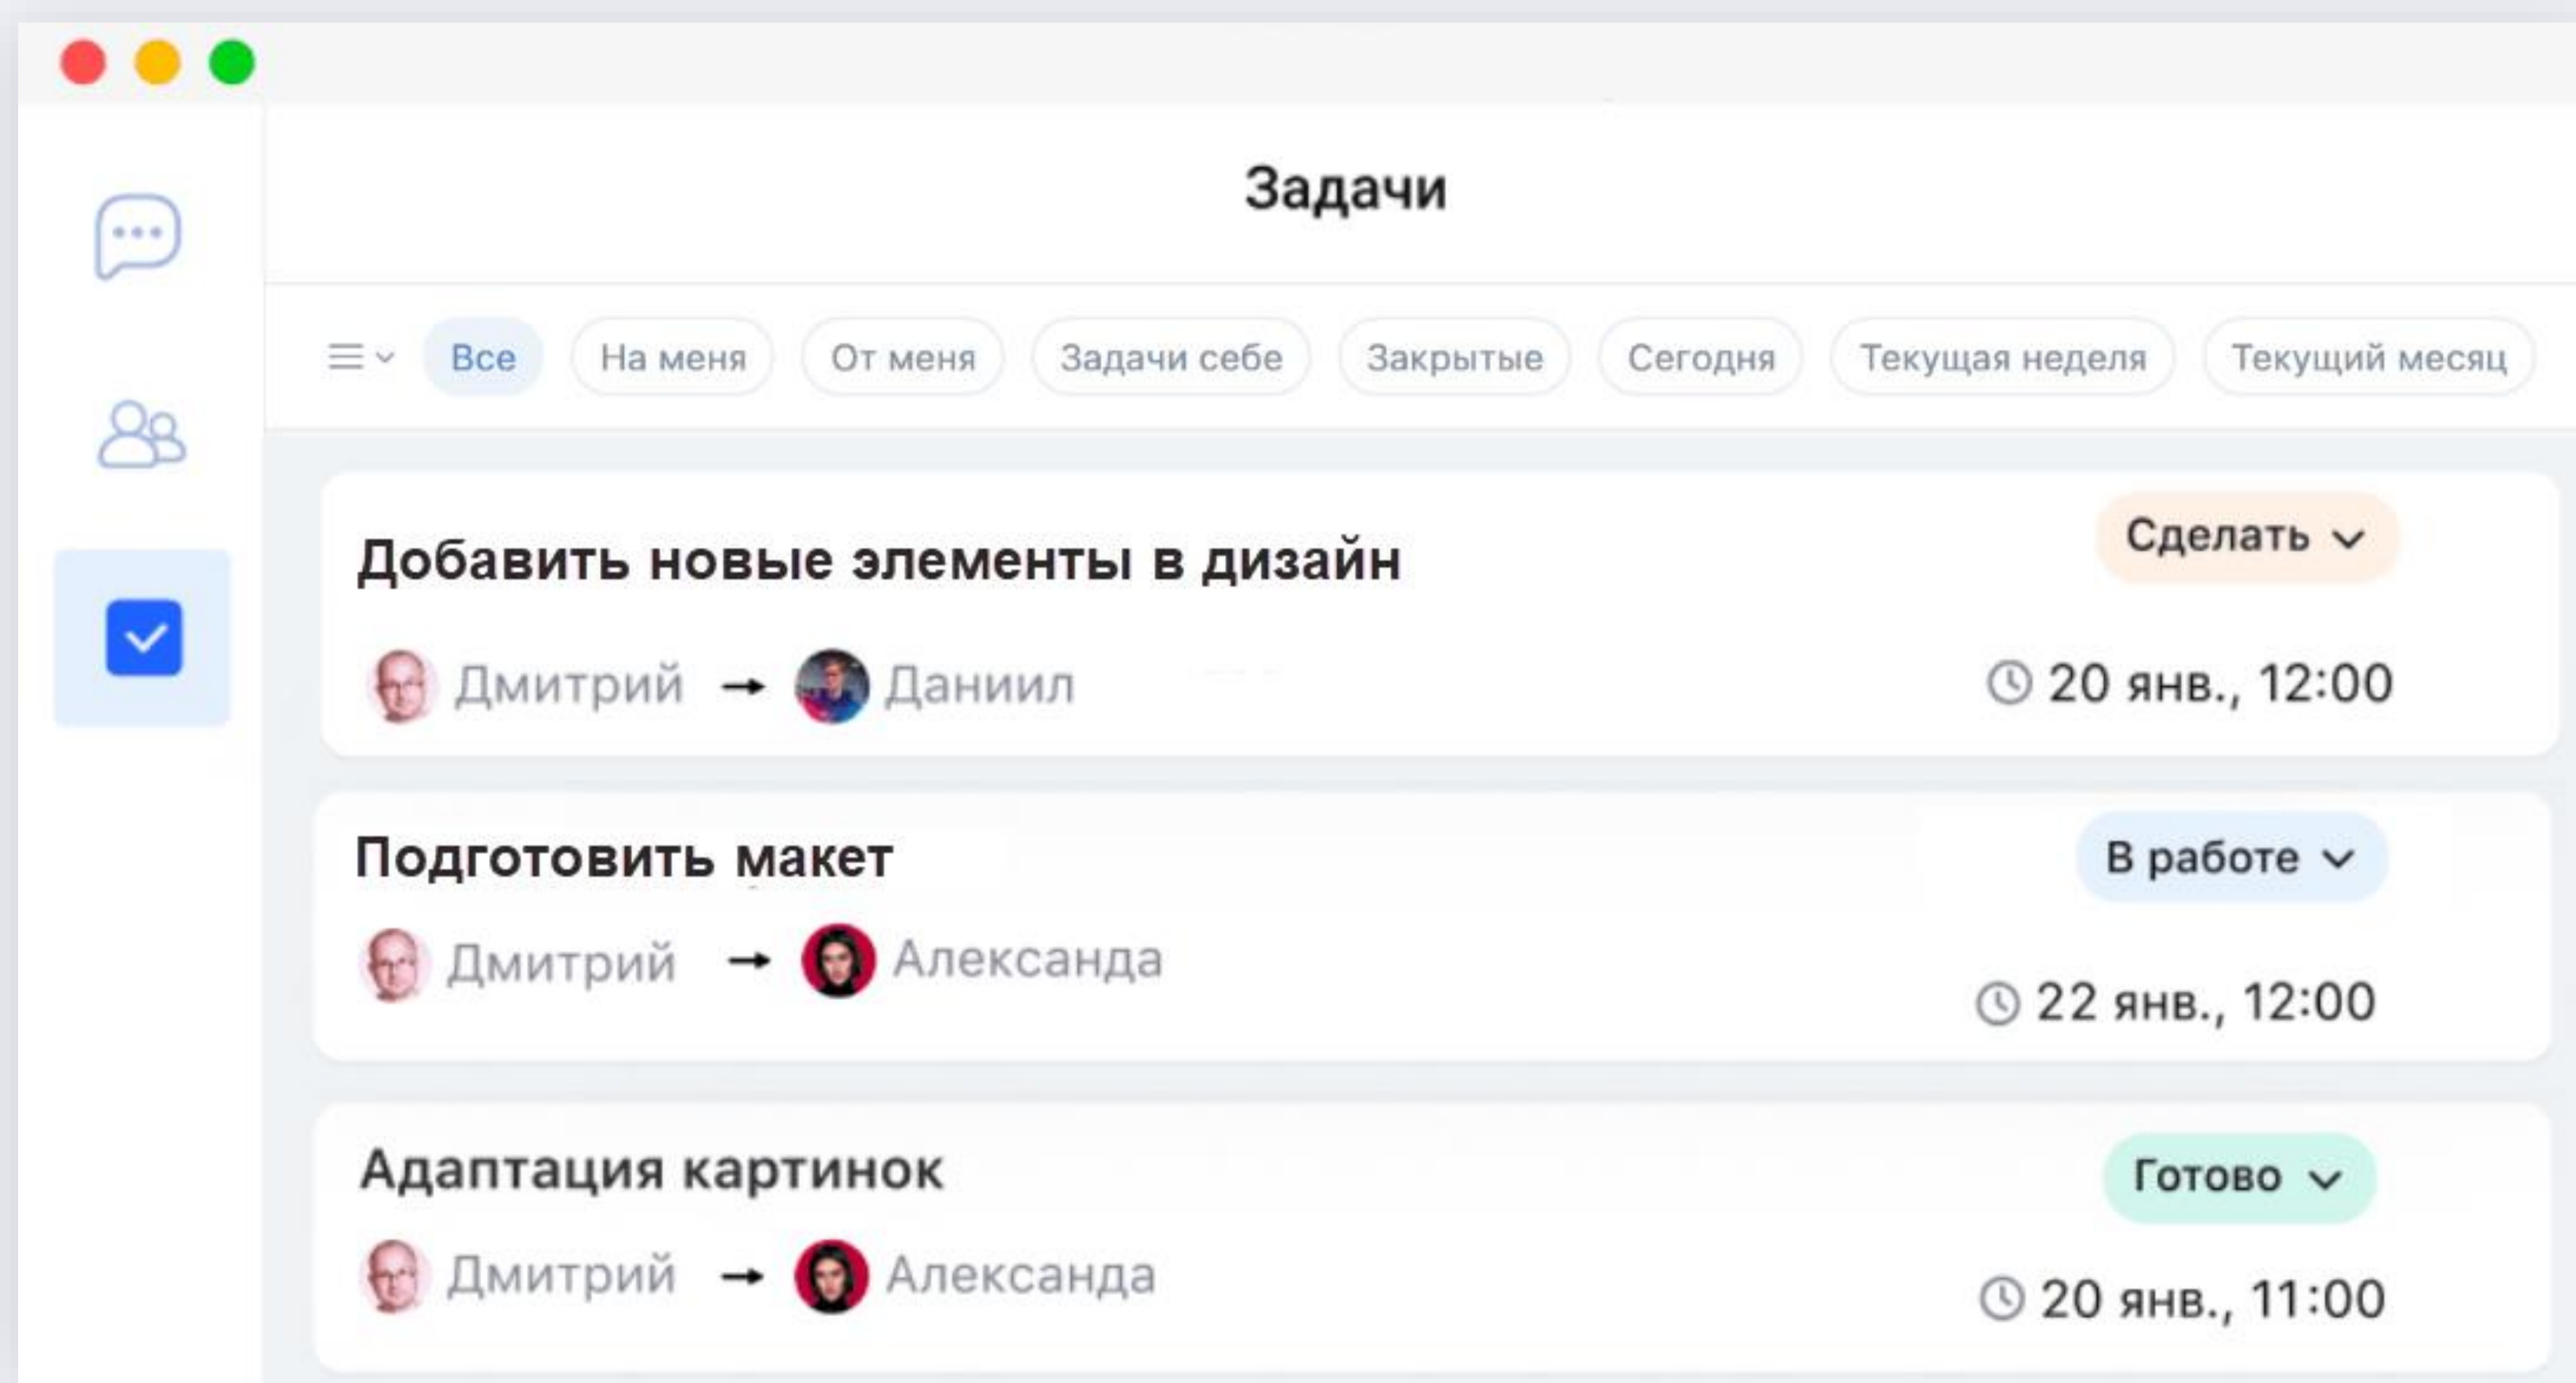 Задачи
Все На меня От меня Задачи себе Закрытые Сегодня Текущая неделя Текущий месяц
Добавить новые элементы в дизайн
Сделать
Дмитрий → Даниил
20 янв., 12:00
Подготовить макет
В работе
Дмитрий → Александа
22 янв., 12:00
Адаптация картинок
Готово
Дмитрий → Александа
20 янв., 11:00